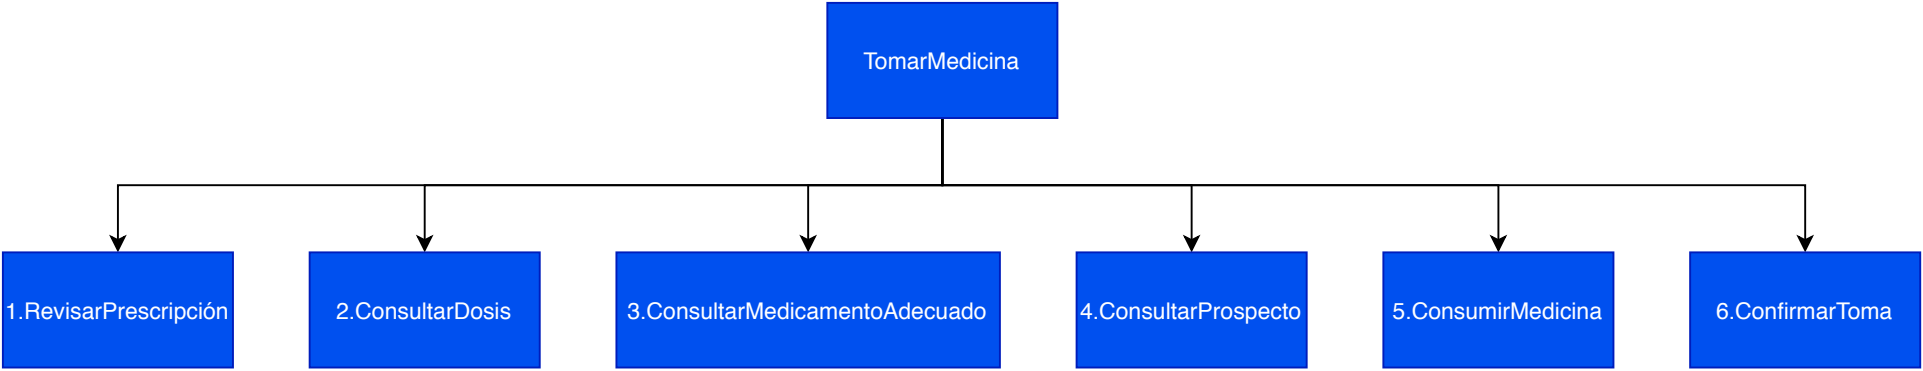 TomarMedicina
1.RevisarPrescripción
2.ConsultarDosis
3.ConsultarMedicamentoAdecuado
4.ConsultarProspecto
5.ConsumirMedicina
6.ConfirmarToma